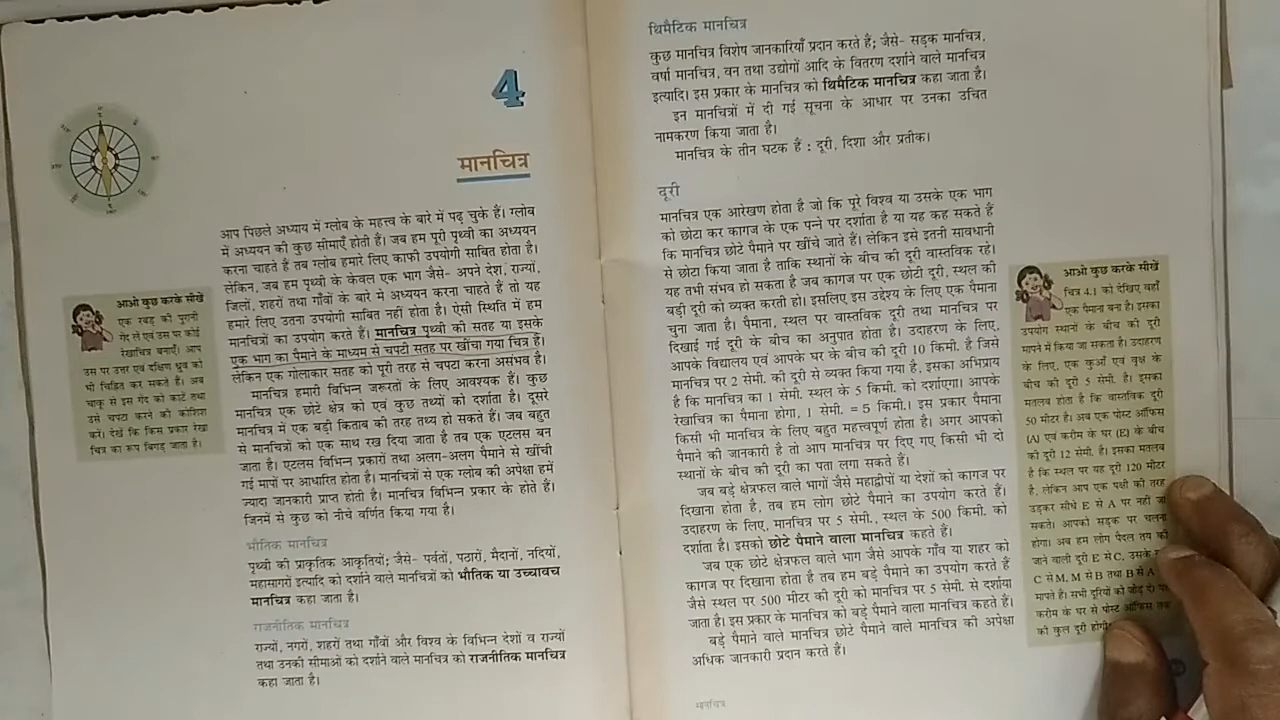 4
मानचित्र
आप पिछले अध्याय में ग्लोब के महत्त्व के बारे में पढ़ चुके हैं। ग्लोब
में अध्ययन की कुछ सीमाएँ होती हैं। जब हम पूरी पृथ्वी का अध्ययन
करना चाहते हैं तब ग्लोब हमारे लिए काफी उपयोगी साबित होता है।
लेकिन, जब हम पृथ्वी के केवल एक भाग जैसे- अपने देश, राज्यों,
जिलों, शहरों तथा गाँवों के बारे में अध्ययन करना चाहते हैं तो यह
हमारे लिए उतना उपयोगी साबित नहीं होता है। ऐसी स्थिति में हम
मानचित्रों का उपयोग करते हैं। मानचित्र पृथ्वी की सतह या इसके
एक भाग का पैमाने के माध्यम से चपटी सतह पर खींचा गया चित्र है।
लेकिन एक गोलाकार सतह को पूरी तरह से चपटा करना असंभव है।
मानचित्र हमारी विभिन्न जरूरतों के लिए आवश्यक हैं। कुछ
मानचित्र एक छोटे क्षेत्र को एवं कुछ तथ्यों को दर्शाता है। दूसरे
मानचित्र में एक बड़ी किताब की तरह तथ्य हो सकते हैं। जब बहुत
से मानचित्रों को एक साथ रख दिया जाता है तब एक एटलस बन
जाता है। एटलस विभिन्न प्रकारों तथा अलग-अलग पैमाने से खींची
गई मापों पर आधारित होता है। मानचित्रों से एक ग्लोब की अपेक्षा हमें
ज्यादा जानकारी प्राप्त होती है। मानचित्र विभिन्न प्रकार के होते हैं।
जिनमें से कुछ को नीचे वर्णित किया गया है।
भौतिक मानचित्र
पृथ्वी की प्राकृतिक आकृतियों; जैसे- पर्वतों, पठारों, मैदानों, नदियों,
महासागरों इत्यादि को दर्शाने वाले मानचित्रों को भौतिक या उच्चावच
मानचित्र कहा जाता है।
राजनीतिक मानचित्र
राज्यों, नगरों, शहरों तथा गाँवों और विश्व के विभिन्न देशों व राज्यों
तथा उनकी सीमाओं को दर्शाने वाले मानचित्र को राजनीतिक मानचित्र
कहा जाता है।
आओ कुछ करके सीखें
एक रबड़ की पुरानी
गेंद लें एवं उस पर कोई
रेखाचित्र बनाएँ। आप
उस पर उत्तर एवं दक्षिण ध्रुव को
भी चिह्नित कर सकते हैं। अब
चाकू से इस गेंद को काटें तथा
उसे चपटा करने की कोशिश
करें। देखें कि किस प्रकार रेखा
चित्र का रूप बिगड़ जाता है।
थिमैटिक मानचित्र
कुछ मानचित्र विशेष जानकारियाँ प्रदान करते हैं; जैसे- सड़क मानचित्र,
वर्षा मानचित्र, वन तथा उद्योगों आदि के वितरण दर्शाने वाले मानचित्र
इत्यादि। इस प्रकार के मानचित्र को थिमैटिक मानचित्र कहा जाता है।
इन मानचित्रों में दी गई सूचना के आधार पर उनका उचित
नामकरण किया जाता है।
मानचित्र के तीन घटक हैं : दूरी, दिशा और प्रतीक।
दूरी
मानचित्र एक आरेखण होता है जो कि पूरे विश्व या उसके एक भाग
को छोटा कर कागज के एक पन्ने पर दर्शाता है या यह कह सकते हैं
कि मानचित्र छोटे पैमाने पर खींचे जाते हैं। लेकिन इसे इतनी सावधानी
से छोटा किया जाता है ताकि स्थानों के बीच की दूरी वास्तविक रहे।
यह तभी संभव हो सकता है जब कागज पर एक छोटी दूरी, स्थल की
बड़ी दूरी को व्यक्त करती हो। इसलिए इस उद्देश्य के लिए एक पैमाना
चुना जाता है। पैमाना, स्थल पर वास्तविक दूरी तथा मानचित्र पर
दिखाई गई दूरी के बीच का अनुपात होता है। उदाहरण के लिए,
आपके विद्यालय एवं आपके घर के बीच की दूरी 10 किमी. है जिसे
मानचित्र पर 2 सेमी. की दूरी से व्यक्त किया गया है, इसका अभिप्राय
है कि मानचित्र का 1 सेमी. स्थल के 5 किमी. को दर्शाएगा। आपके
रेखाचित्र का पैमाना होगा, 1 सेमी. = 5 किमी.। इस प्रकार पैमाना
किसी भी मानचित्र के लिए बहुत महत्त्वपूर्ण होता है। अगर आपको
पैमाने की जानकारी है तो आप मानचित्र पर दिए गए किसी भी दो
स्थानों के बीच की दूरी का पता लगा सकते हैं।
जब बड़े क्षेत्रफल वाले भागों जैसे महाद्वीपों या देशों को कागज पर
दिखाना होता है, तब हम लोग छोटे पैमाने का उपयोग करते हैं।
उदाहरण के लिए, मानचित्र पर 5 सेमी., स्थल के 500 किमी. को
दर्शाता है। इसको छोटे पैमाने वाला मानचित्र कहते हैं।
जब एक छोटे क्षेत्रफल वाले भाग जैसे आपके गाँव या शहर को
कागज पर दिखाना होता है तब हम बड़े पैमाने का उपयोग करते हैं
जैसे स्थल पर 500 मीटर की दूरी को मानचित्र पर 5 सेमी. से दर्शाया
जाता है। इस प्रकार के मानचित्र को बड़े पैमाने वाला मानचित्र कहते हैं।
बड़े पैमाने वाले मानचित्र छोटे पैमाने वाले मानचित्र की अपेक्षा
अधिक जानकारी प्रदान करते हैं।
मानचित्र
आओ कुछ करके सीखें
चित्र 4.1 को देखिए वहाँ
एक पैमाना बना है। इसका
उपयोग स्थानों के बीच की दूरी
मापने में किया जा सकता है। उदाहरण
के लिए, एक कुआँ एवं वृक्ष के
बीच की दूरी 5 सेमी. है। इसका
मतलब होता है कि वास्तविक दूरी
50 मीटर है। अब एक पोस्ट ऑफिस
(A) एवं करीम के घर (E) के बीच
की दूरी 12 सेमी. है। इसका मतलब
है कि स्थल पर यह दूरी 120 मीटर
है, लेकिन आप एक पक्षी की तरह
उड़कर सीधे E से A पर नहीं जा
सकते। आपको सड़क पर चलना
होगा। अब हम लोग पैदल तय की
जाने वाली दूरी E से C, उसके
C से M, M से B तथा B से A
मापते हैं। सभी दूरियों को जोड़ दें।
करीम के घर से पोस्ट ऑफिस तक
की कुल दूरी होगी